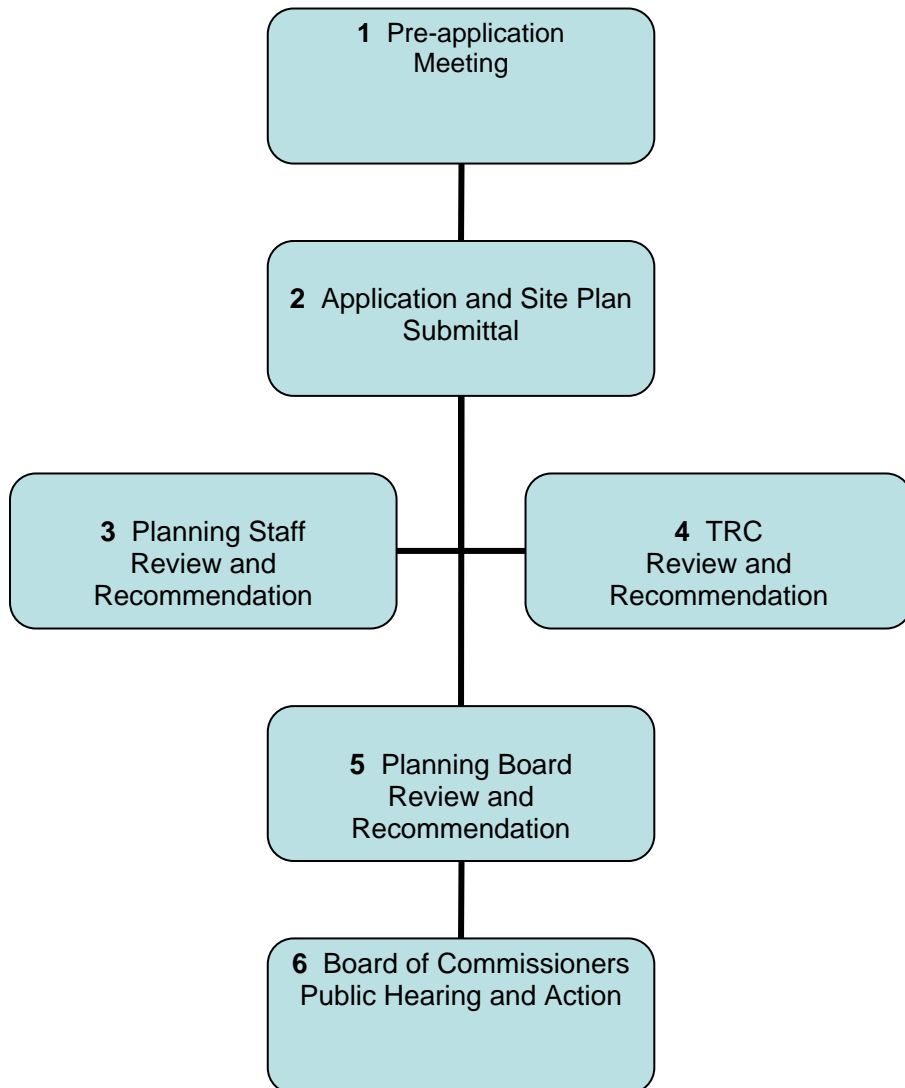 1 Pre-application
Meeting
2 Application and Site Plan
Submittal
3 Planning Staff
Review and
Recommendation
4 TRC
Review and
Recommendation
5 Planning Board
Review and
Recommendation
6 Board of Commissioners
Public Hearing and Action